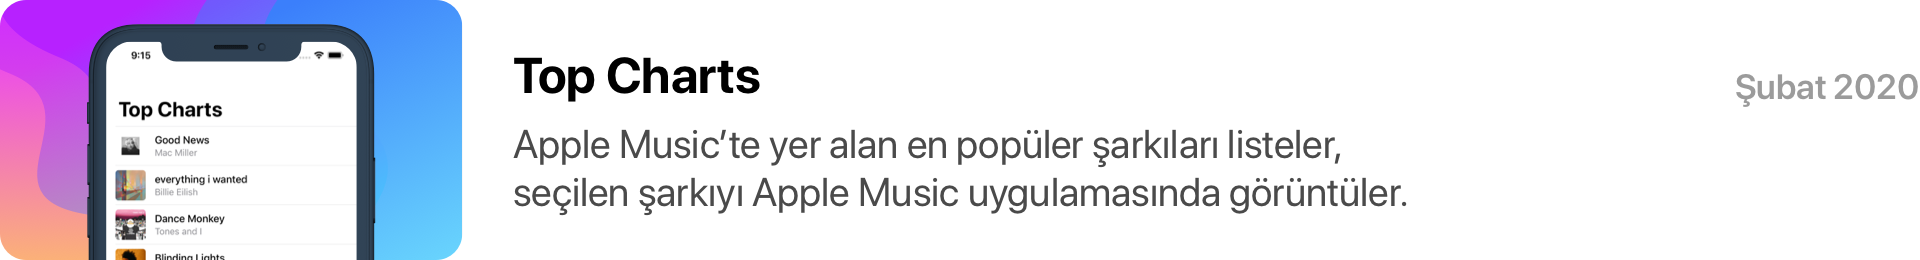 9:15
Top Charts
Good News
Mac Miller
everything i wanted
Billie Eilish
Dance Monkey
Tones and I
Blinding Lights
Top Charts
Şubat 2020
Apple Music’te yer alan en popüler şarkıları listeler,
seçilen şarkıyı Apple Music uygulamasında görüntüler.